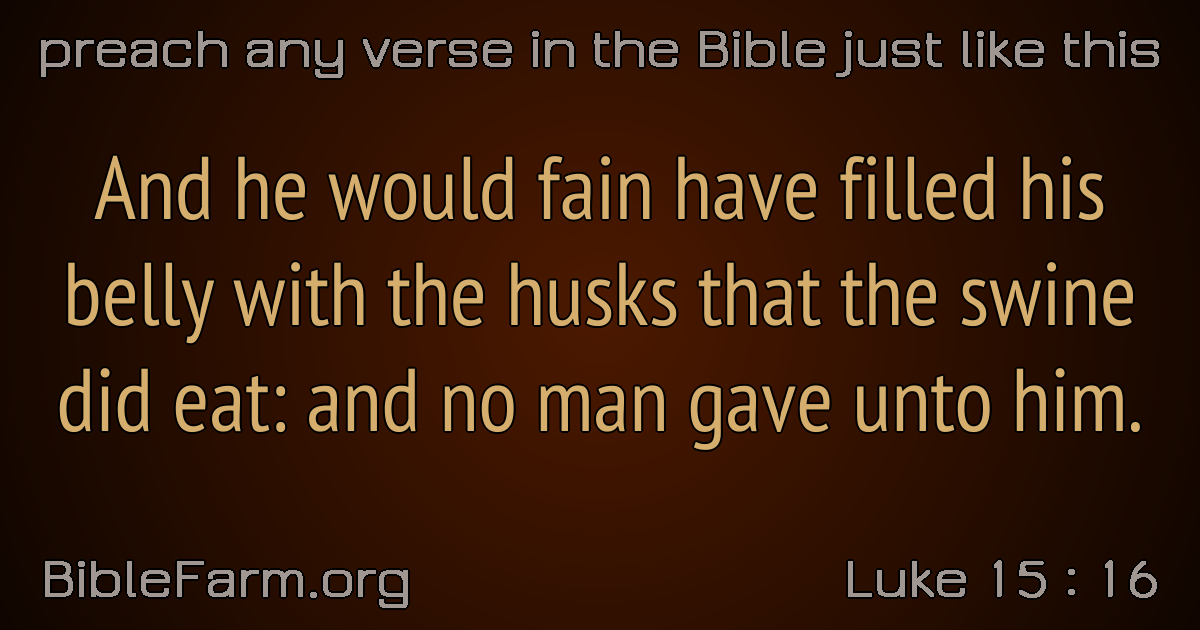 preach any verse in the Bible just like this
And he would fain have filled his
belly with the husks that the swine
did eat: and no man gave unto him.
BibleFarm.org
Luke 15 : 16